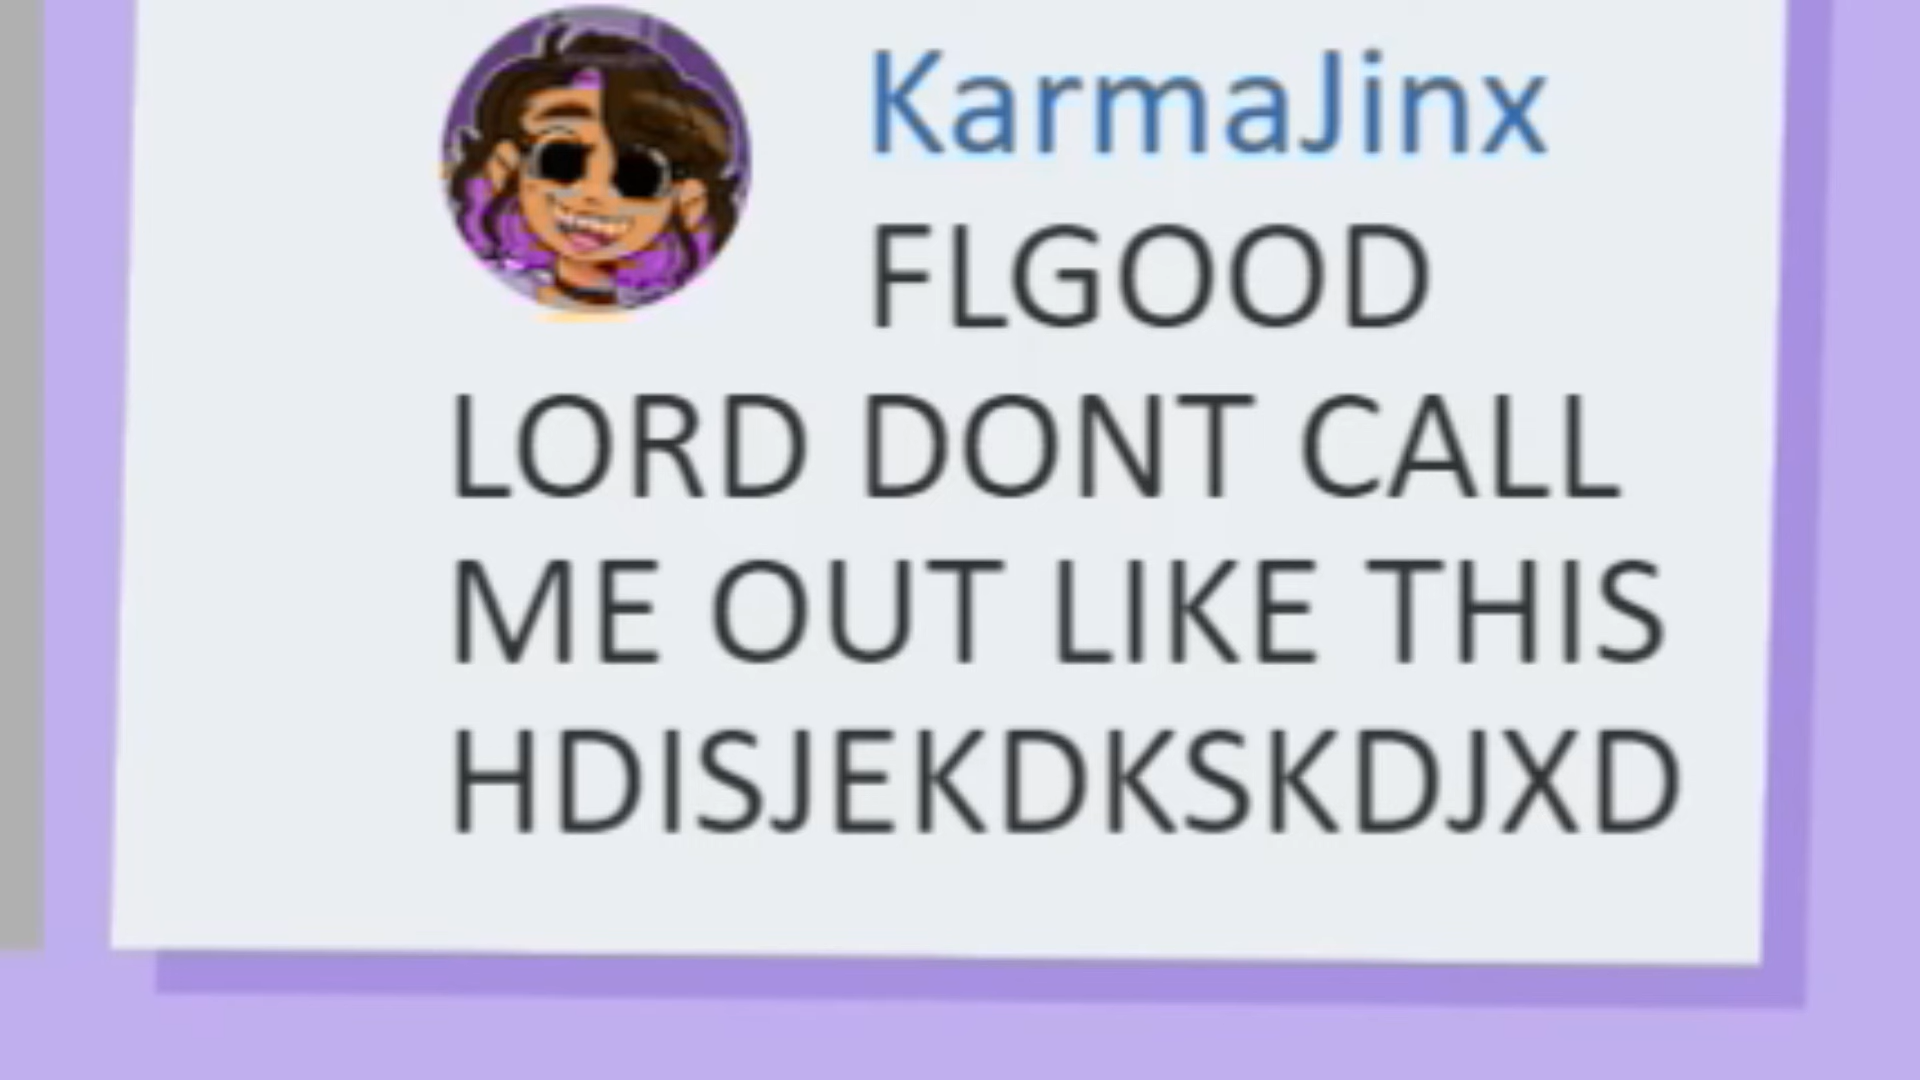 KarmaJinx
FLGOOD
LORD DONT CALL
ME OUT LIKE THIS
HDISJEKDKSKDJXD